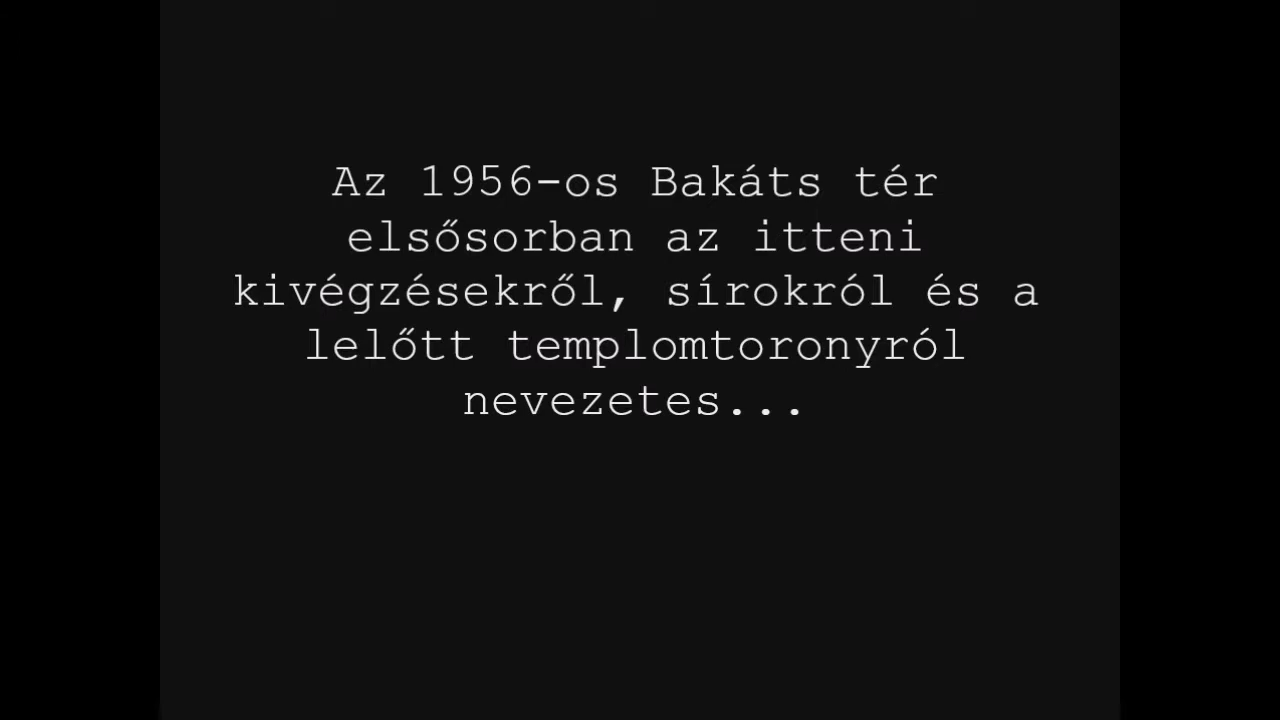 Az 1956-os Bakáts tér
elsősorban az itteni
kivégzésekről, sírokról és a
lelőtt templomtoronyról
nevezetes...